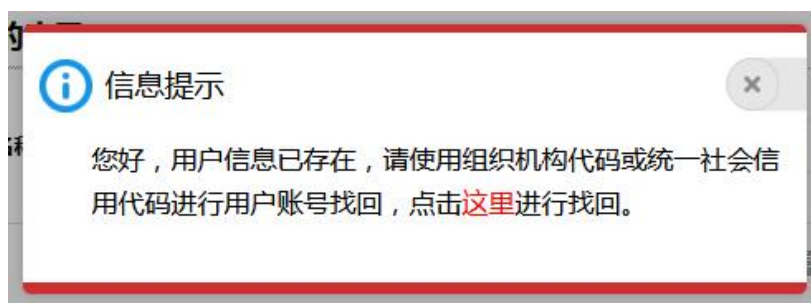 信息提示
您好，用户信息已存在，请使用组织机构代码或统一社会信
用代码进行用户账号找回，点击这里进行找回。